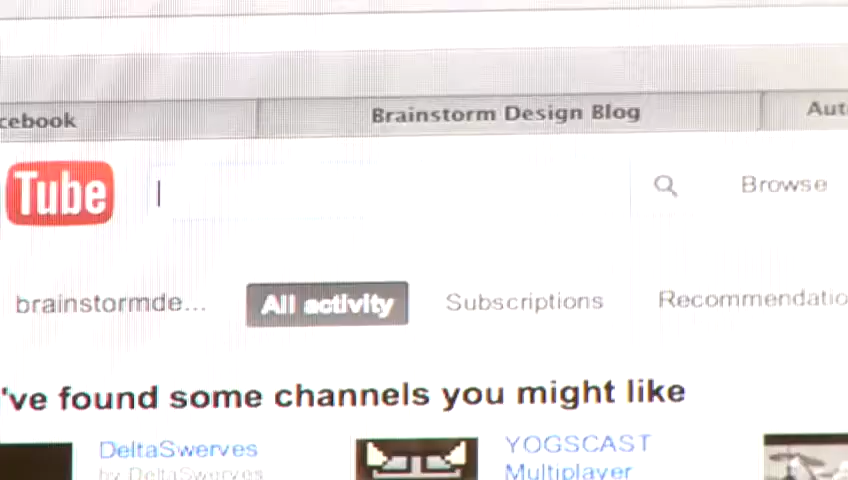 cebook Brainstorm Design Blog Aut
Tube Browse
brainstormde... All activity Subscriptions Recommendatio
've found some channels you might like
DeltaSwerves YOGSCAST
by DeltaSwerves Multiplayer